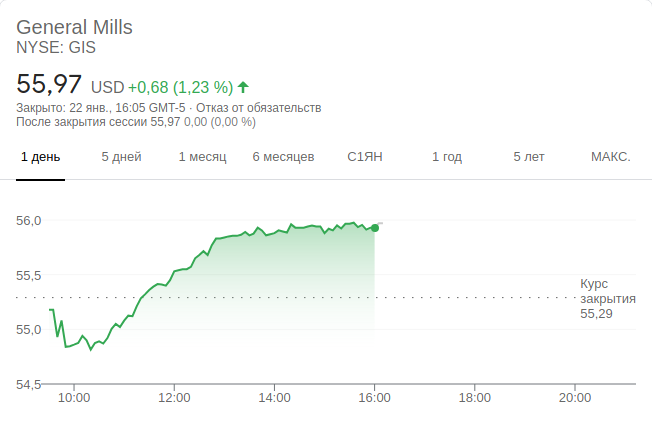 General Mills
NYSE: GIS
55,97 USD +0,68 (1,23 %)
Закрыто: 22 янв., 16:05 GMT-5 · Отказ от обязательств
После закрытия сессии 55,97 0,00 (0,00 %)
1 день 5 дней 1 месяц 6 месяцев С1ЯН 1 год 5 лет МАКС.
56,0
55,5
Курс
закрытия
55,29
55,0
54,5
10:00 12:00 14:00 16:00 18:00 20:00